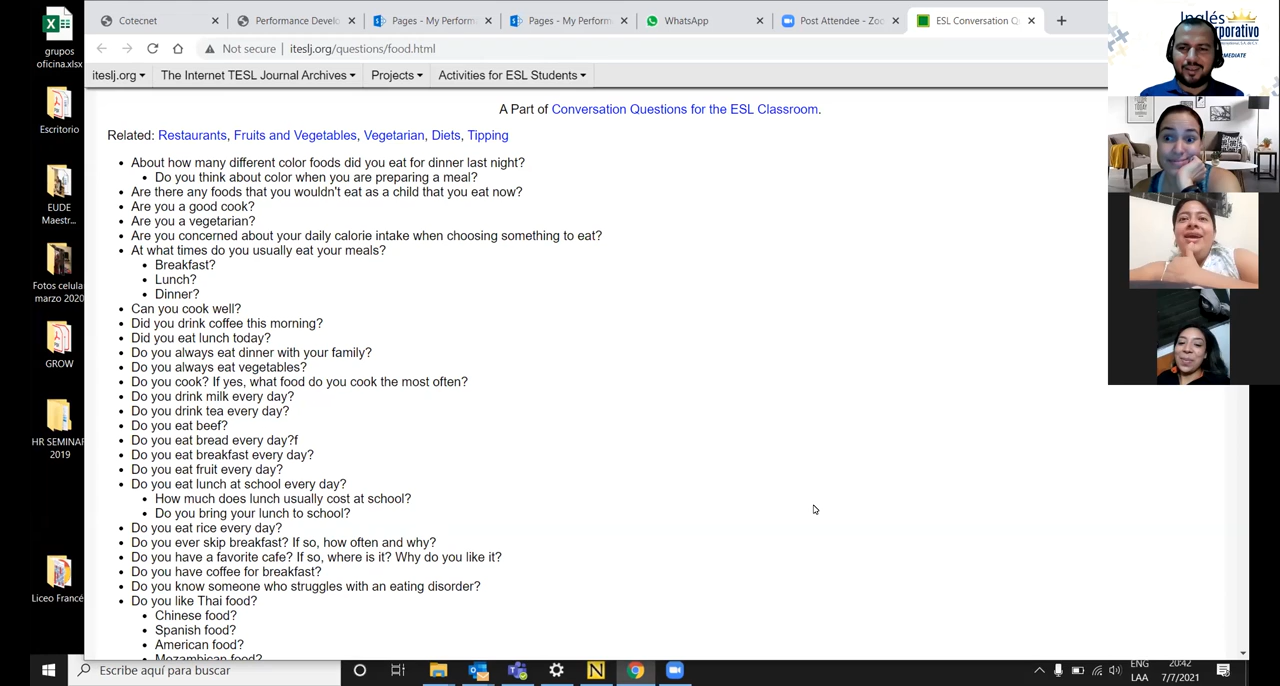 Cotecnet
Performance Develo
Pages - My Perform
Pages - My Perform
WhatsApp
Post Attendee - Zoo
ESL Conversation Q
Not secure
iteslj.org/questions/food.html
iteslj.org
The Internet TESL Journal Archives
Projects
Activities for ESL Students
A Part of Conversation Questions for the ESL Classroom.
Related: Restaurants, Fruits and Vegetables, Vegetarian, Diets, Tipping
About how many different color foods did you eat for dinner last night?
Do you think about color when you are preparing a meal?
Are there any foods that you wouldn't eat as a child that you eat now?
Are you a good cook?
Are you a vegetarian?
Are you concerned about your daily calorie intake when choosing something to eat?
At what times do you usually eat your meals?
Breakfast?
Lunch?
Dinner?
Can you cook well?
Did you drink coffee this morning?
Did you eat lunch today?
Do you always eat dinner with your family?
Do you always eat vegetables?
Do you cook? If yes, what food do you cook the most often?
Do you drink milk every day?
Do you drink tea every day?
Do you eat beef?
Do you eat bread every day?f
Do you eat breakfast every day?
Do you eat fruit every day?
Do you eat lunch at school every day?
How much does lunch usually cost at school?
Do you bring your lunch to school?
Do you eat rice every day?
Do you ever skip breakfast? If so, how often and why?
Do you have a favorite cafe? If so, where is it? Why do you like it?
Do you have coffee for breakfast?
Do you know someone who struggles with an eating disorder?
Do you like Thai food?
Chinese food?
Spanish food?
American food?
Mozambican food?
grupos
oficina.xlsx
Escritorio
EUDE
Maestr...
Fotos celula
marzo 2020
GROW
HR SEMINAR
2019
Liceo Francé
Inglés
Escribe aquí para buscar
ENG
LAA
20:42
7/7/2021